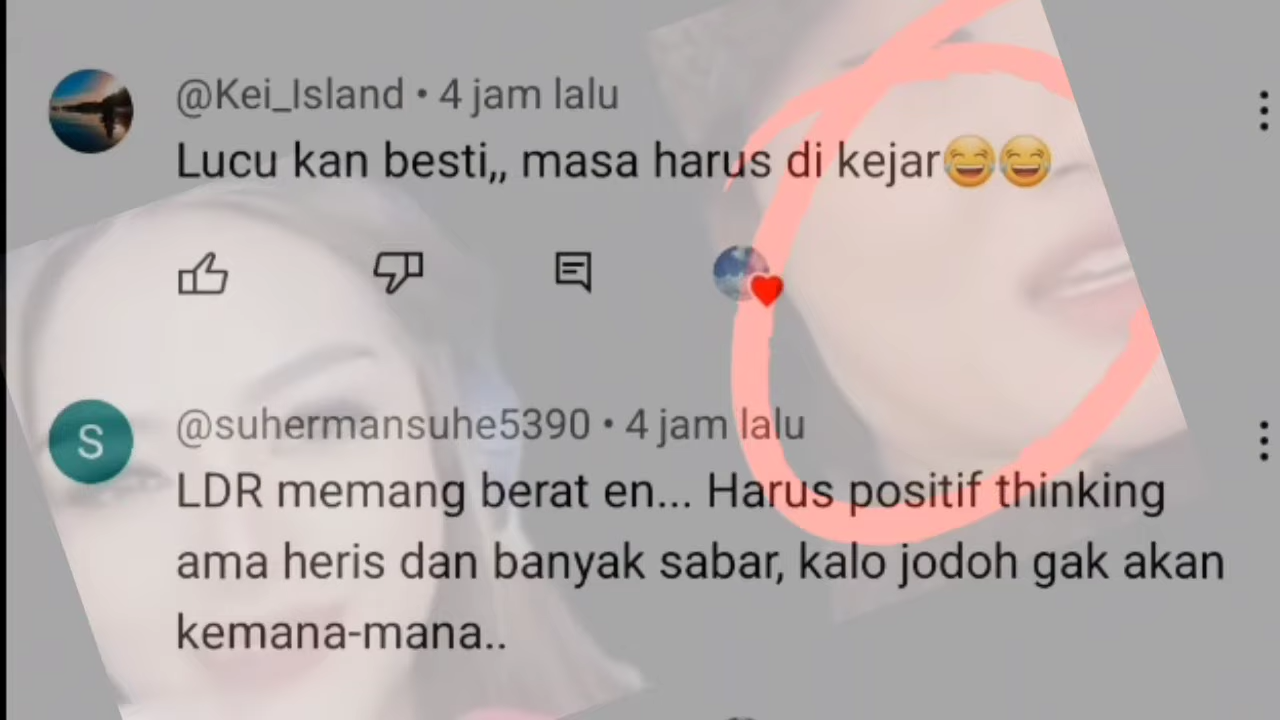 @Kei_Island • 4 jam lalu
Lucu kan besti,, masa harus di kejar😂😂
S
@suhermansuhe5390 • 4 jam lalu
LDR memang berat en... Harus positif thinking
ama heris dan banyak sabar, kalo jodoh gak akan
kemana-mana..